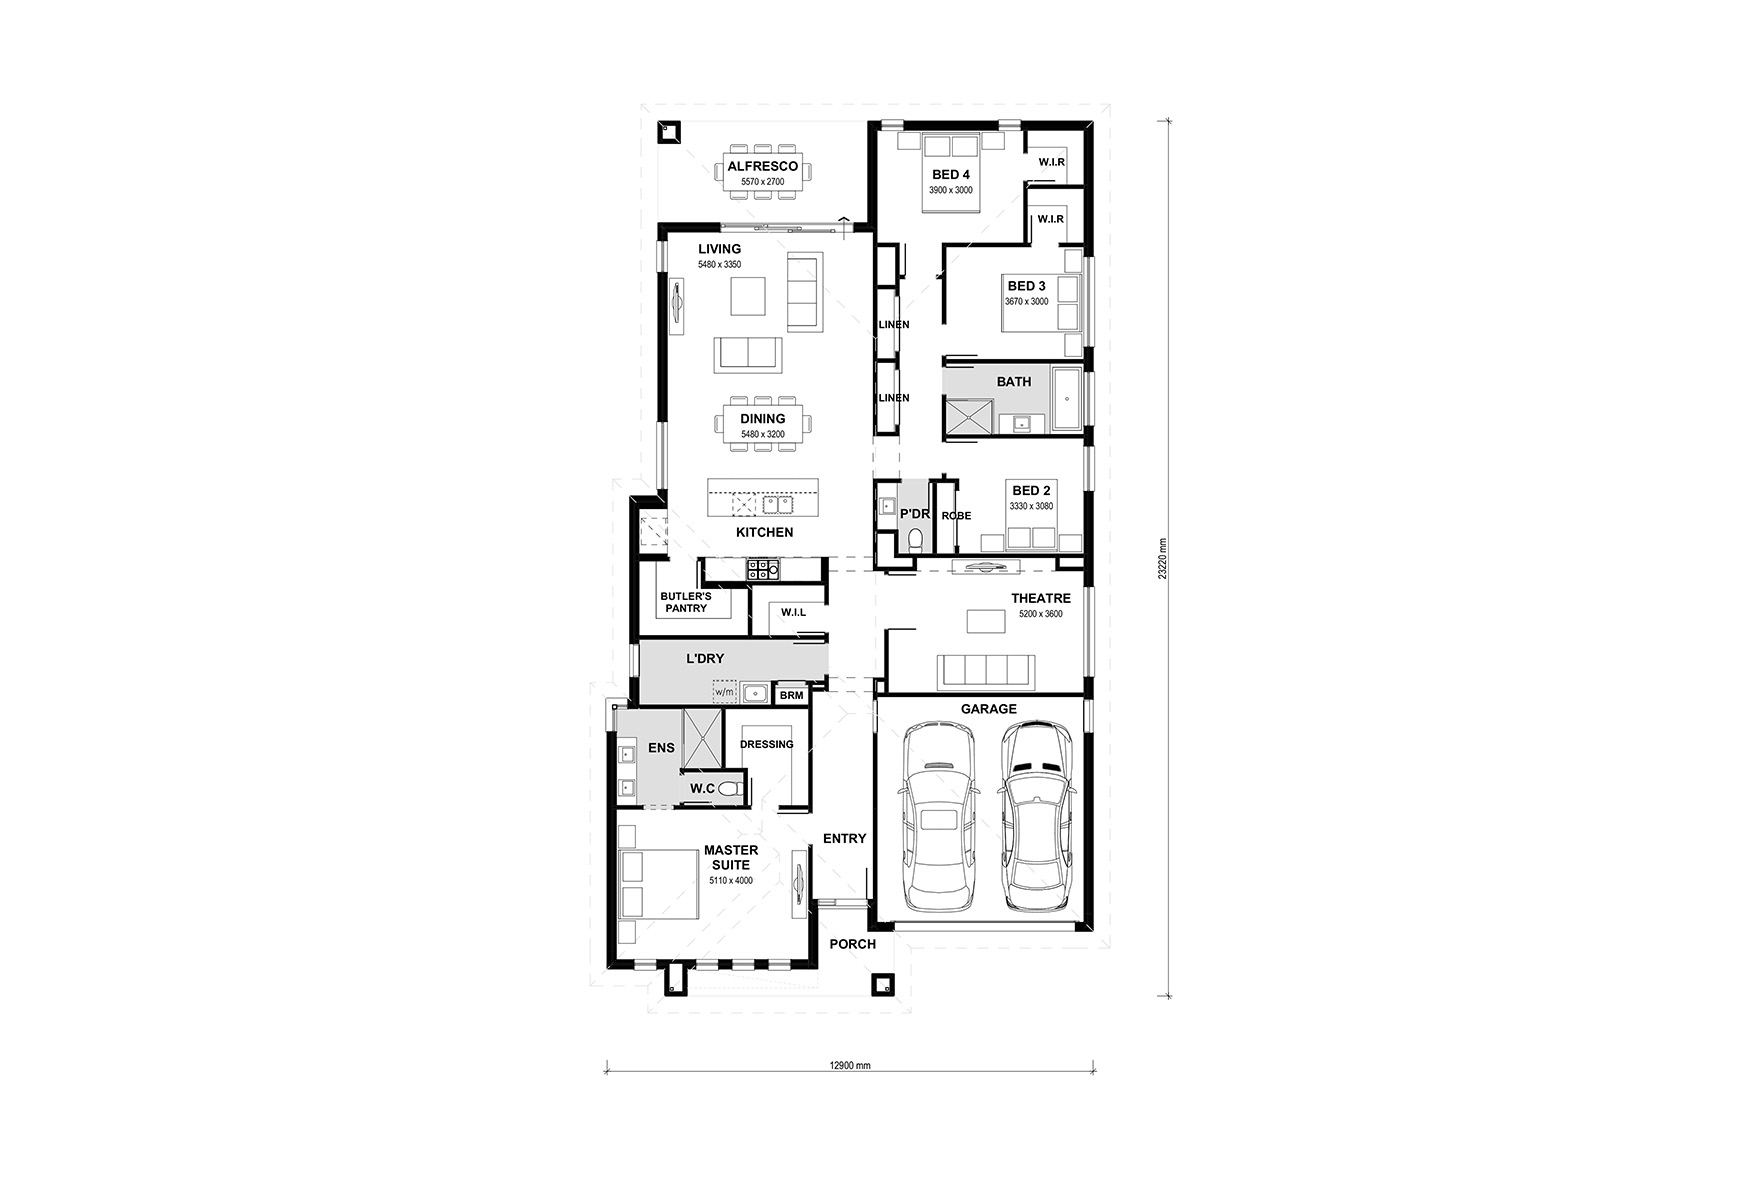 ALFRESCO
5570 x 2700
BED 4
3900 x 3000
W.I.R
W.I.R
LIVING
5480 x 3350
BED 3
3670 x 3000
LINEN
BATH
LINEN
DINING
5480 x 3200
BED 2
3330 x 3080
P'DR
ROBE
KITCHEN
23220 mm
BUTLER'S
PANTRY
W.I.L
THEATRE
5200 x 3600
L'DRY
w/m
BRM
GARAGE
ENS
DRESSING
W.C
ENTRY
MASTER
SUITE
5110 x 4000
PORCH
12900 mm